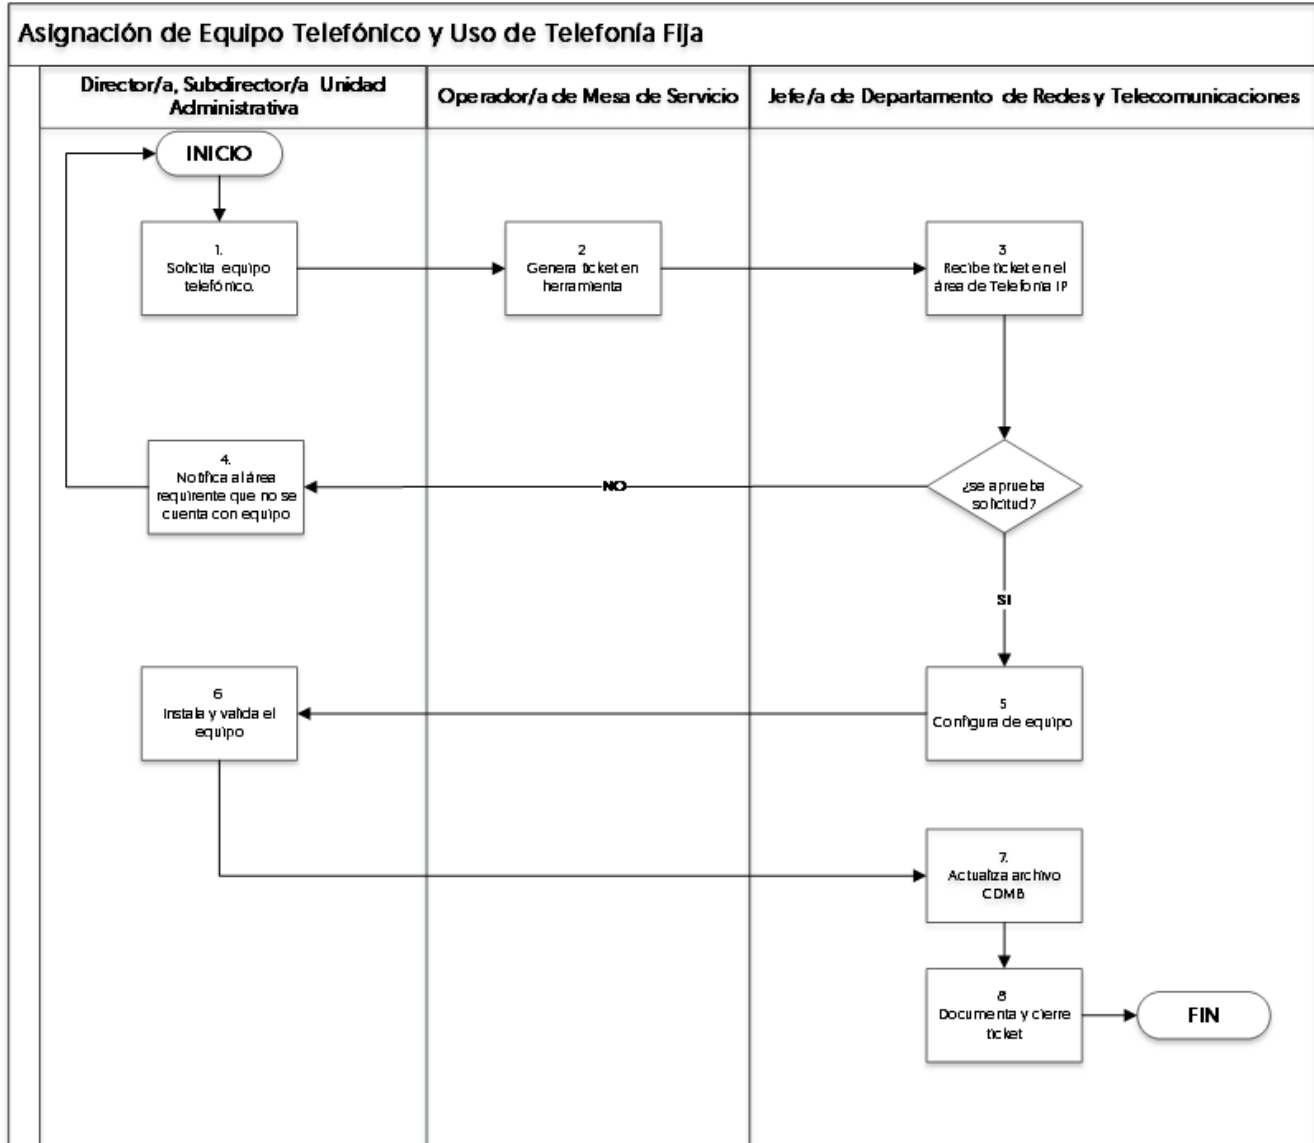 Asignación de Equipo Telefónico y Uso de Telefonía Fija
Director/a, Subdirector/a Unidad
Administrativa
Operador/a de Mesa de Servicio
Jefe/a de Departamento de Redes y Telecomunicaciones
INICIO
1.
Solicita equipo
telefónico.
2
Genera ticket en
herramienta
3
Recibe ticket en el
área de Telefonía IP
4.
Notifica al área
requirente que no se
cuenta con equipo
NO
¿se aprueba
solicitud?
SI
6
Instala y valida el
equipo
5
Configura de equipo
7.
Actualiza archivo
CDMB
8
Documenta y cierre
ticket
FIN